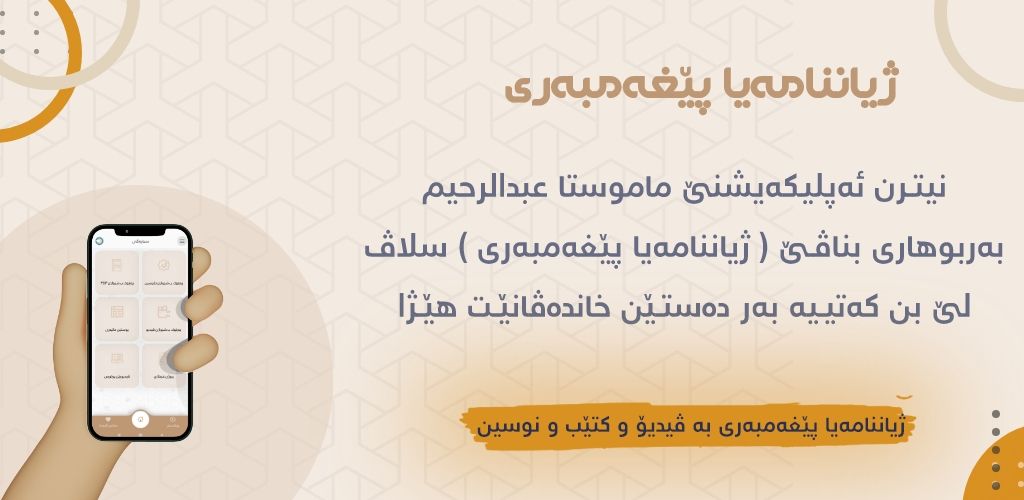 ژیاننامەیا پێغەمبەری
نیترن ئەپلیکەیشنێ ماموستا عبدالرحیم
بەربوهاری بناڤێ ( ژیاننامەیا پێغەمبەری ( سلاڤ
لێ بن کەتییە بەر دەستێن خاندەڤانێت هێژا
ژیاننامەیا پێغەمبەری بە ڤیدیۆ و کتێب و نوسین